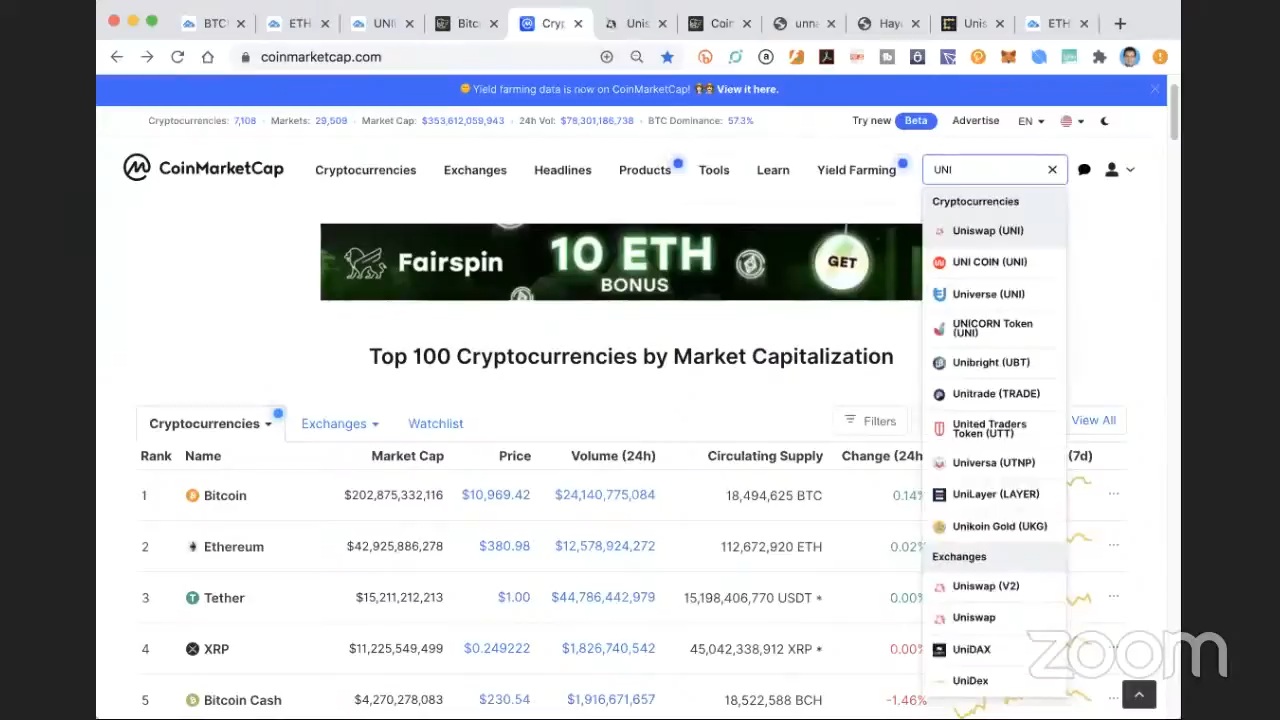 BTC
ETH
UNI
Bitc
Cry
Unis
Coin
unna
Hay
Unis
ETH
coinmarketcap.com
Yield farming data is now on CoinMarketCap! View it here.
Cryptocurrencies: 7,108 Markets: 29,509 Market Cap: $353,612,059,943 24h Vol: $78,301,186,738 BTC Dominance: 57.3% Try new Beta Advertise EN
CoinMarketCap Cryptocurrencies Exchanges Headlines Products Tools Learn Yield Farming UNI
Cryptocurrencies
Uniswap (UNI)
UNI COIN (UNI)
Universe (UNI)
UNICORN Token
(UNI)
Unibright (UBT)
Unitrade (TRADE)
United Traders
Token (UTT)
Universa (UTNP)
UniLayer (LAYER)
Unikoin Gold (UKG)
Exchanges
Uniswap (V2)
Uniswap
UniDAX
UniDex
Fairspin 10 ETH BONUS GET
Top 100 Cryptocurrencies by Market Capitalization
Cryptocurrencies Exchanges Watchlist Filters View All
Rank Name Market Cap Price Volume (24h) Circulating Supply Change (24h (7d)
1 Bitcoin $202,875,332,116 $10,969.42 $24,140,775,084 18,494,625 BTC 0.14%
2 Ethereum $42,925,886,278 $380.98 $12,578,924,272 112,672,920 ETH 0.02%
3 Tether $15,211,212,213 $1.00 $44,786,442,979 15,198,406,770 USDT * 0.00%
4 XRP $11,225,549,499 $0.249222 $1,826,740,542 45,042,338,912 XRP * 0.00%
5 Bitcoin Cash $4,270,278,083 $230.54 $1,916,671,657 18,522,588 BCH -1.46%
zoom